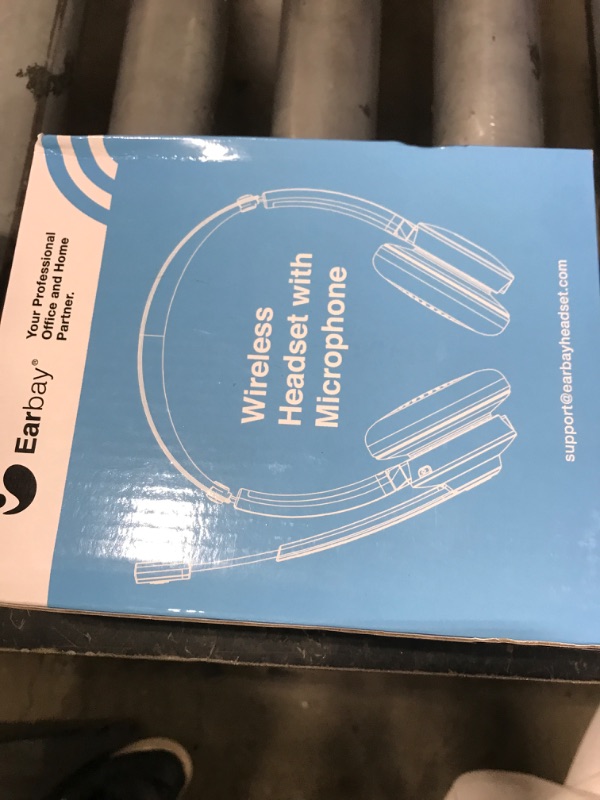 Earbay®
Your Professional
Office and Home
Partner.
Wireless
Headset with
Microphone
support@earbayheadset.com